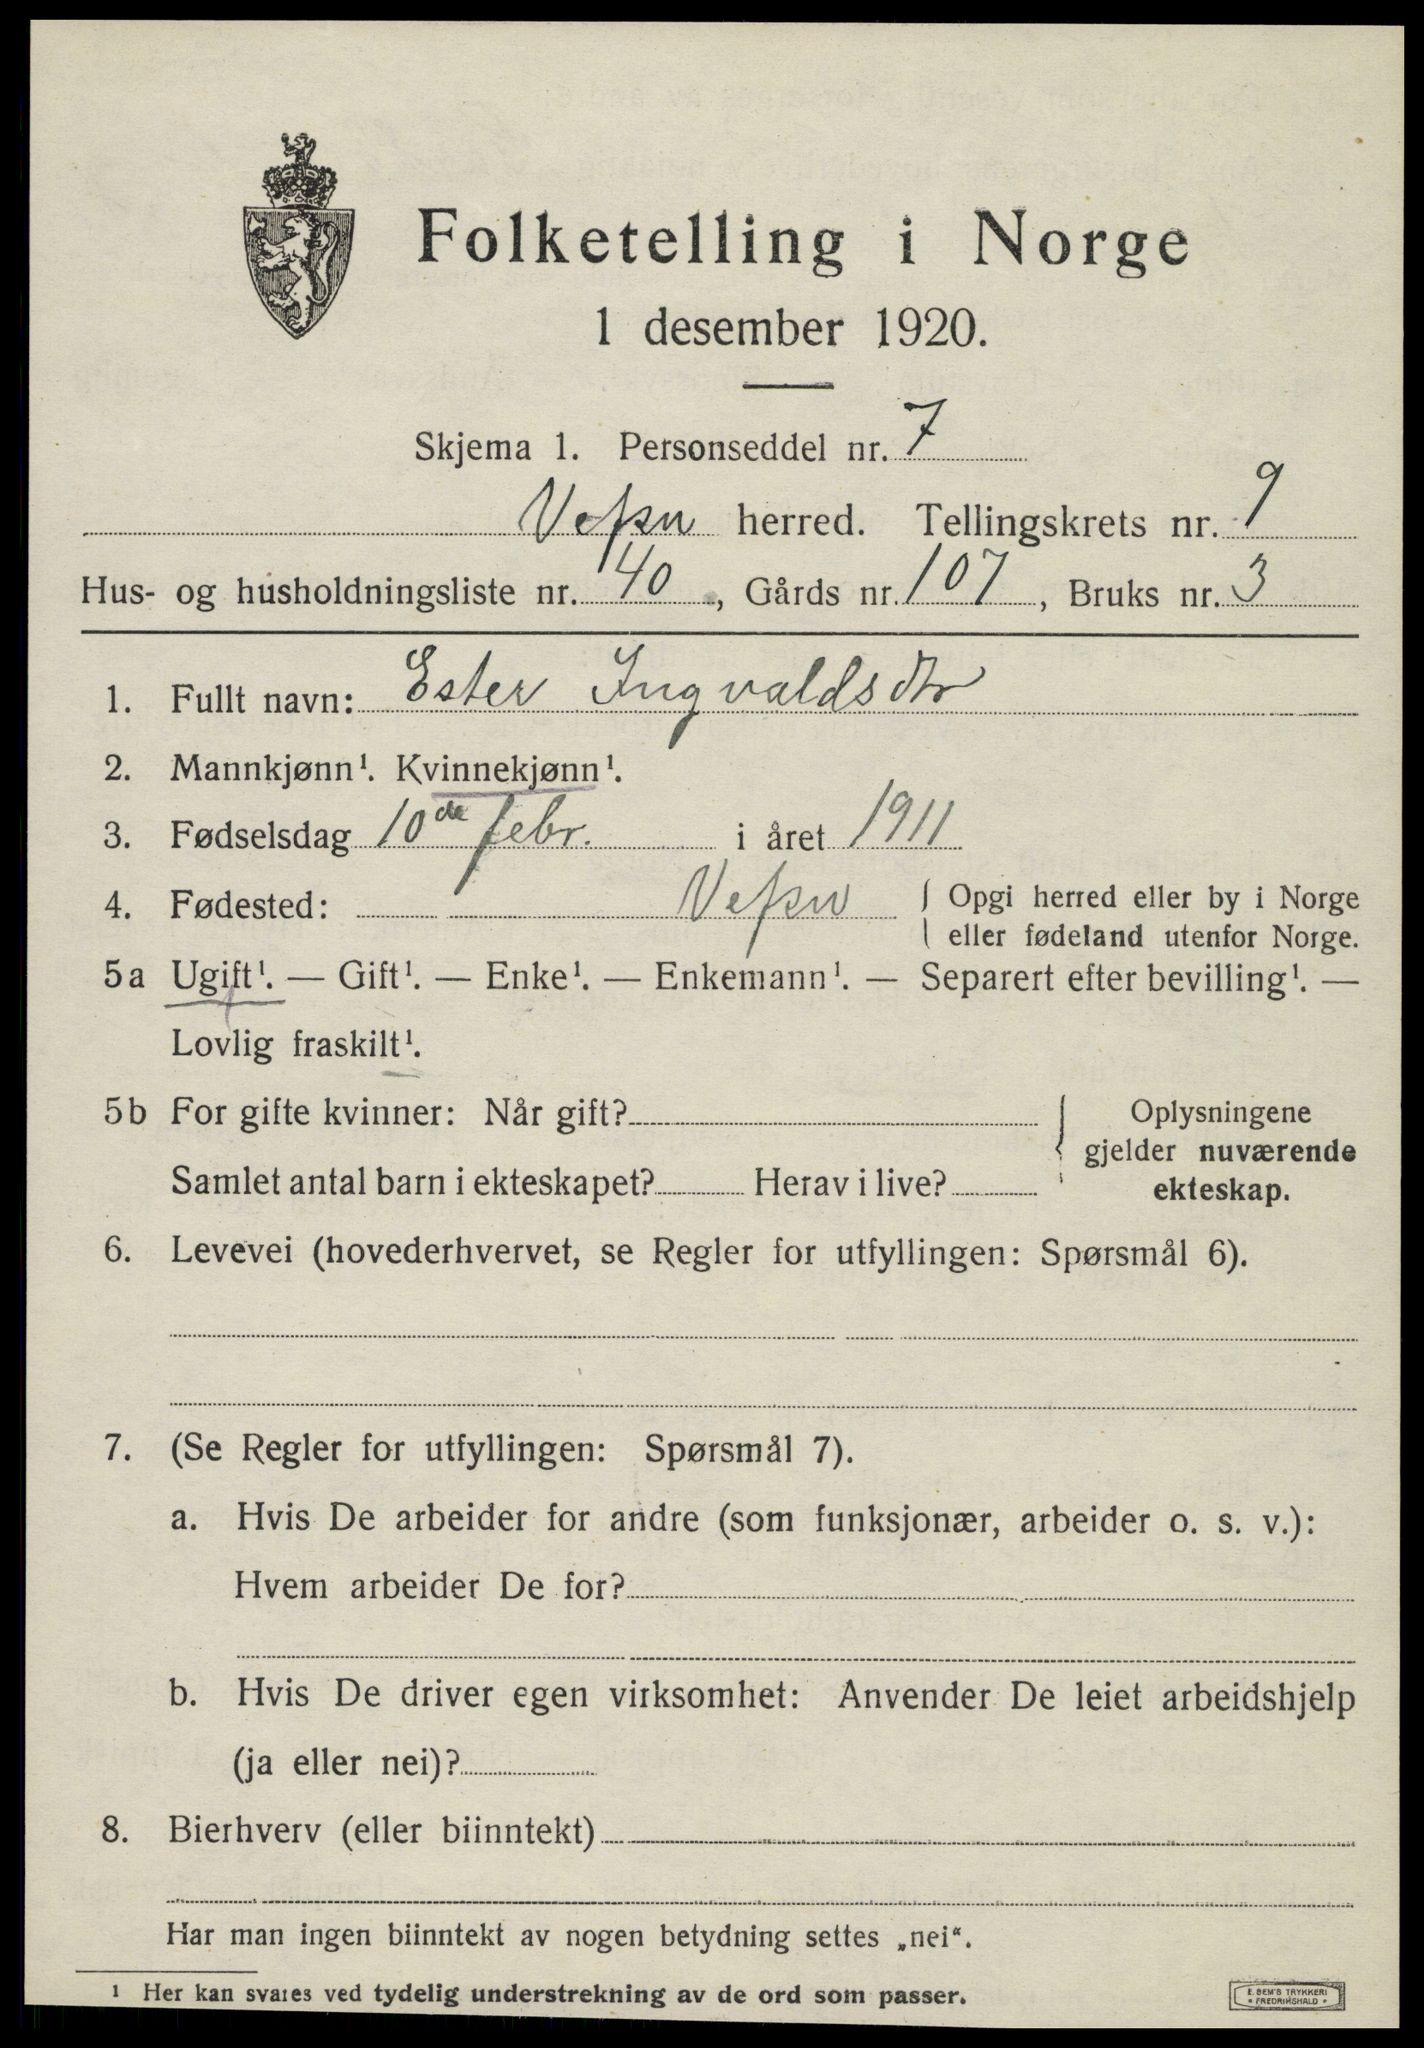 Folketelling i Norge
1 desember 1920.
Skjema 1. Personseddel nr. 7
Vefsn herred. Tellingskrets nr. 9
Hus- og husholdningsliste nr. 40, Gårds nr. 107, Bruks nr. 3
1. Fullt navn: Ester Ingvaldsdtr
2. Mannkjønn¹. Kvinnekjønn¹.
3. Fødselsdag 10de febr. i året 1911
4. Fødested: Vefsn { Opgi herred eller by i Norge
eller fødeland utenfor Norge.
5a Ugift¹. — Gift¹. — Enke¹. — Enkemann¹. — Separert efter bevilling¹. —
Lovlig fraskilt¹.
5b For gifte kvinner: Når gift? { Oplysningene
gjelder nuværende
Samlet antal barn i ekteskapet? Herav i live? ekteskap.
6. Levevei (hovederhvervet, se Regler for utfyllingen: Spørsmål 6).
7. (Se Regler for utfyllingen: Spørsmål 7).
a. Hvis De arbeider for andre (som funksjonær, arbeider o. s. v.):
Hvem arbeider De for?
b. Hvis De driver egen virksomhet: Anvender De leiet arbeidshjelp
(ja eller nei)?
8. Bierhverv (eller biinntekt)
Har man ingen biinntekt av nogen betydning settes „nei“.
1 Her kan svares ved tydelig understrekning av de ord som passer.
E. SEM'S TRYKKERI
• FREDRIKSHALD •